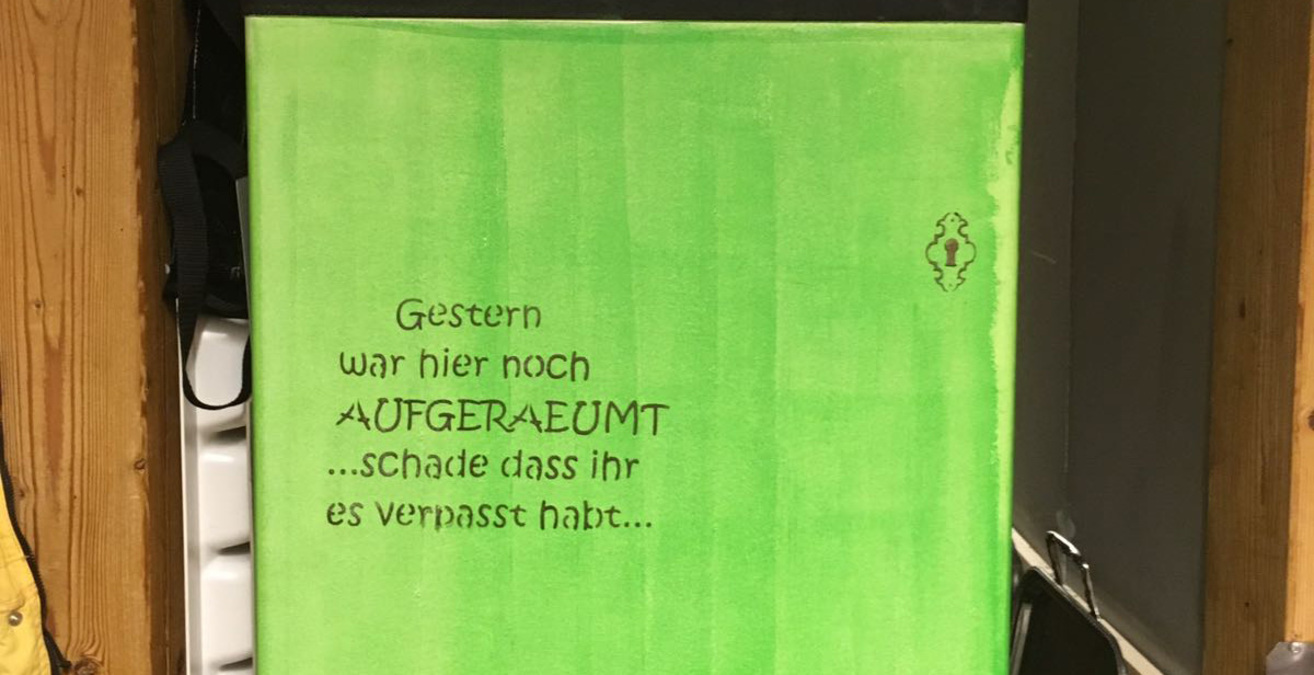 Gestern
war hier noch
AUFGERAEUMT
...schade dass ihr
es verpasst habt...